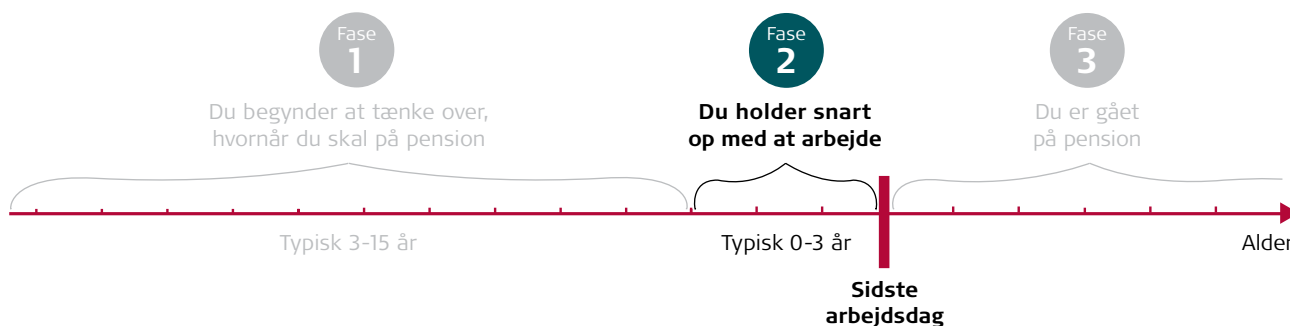 Fase
1
Du begynder at tænke over,
hvornår du skal på pension
Typisk 3-15 år
Fase
2
Du holder snart
op med at arbejde
Typisk 0-3 år
Sidste
arbejdsdag
Fase
3
Du er gået
på pension
Alder